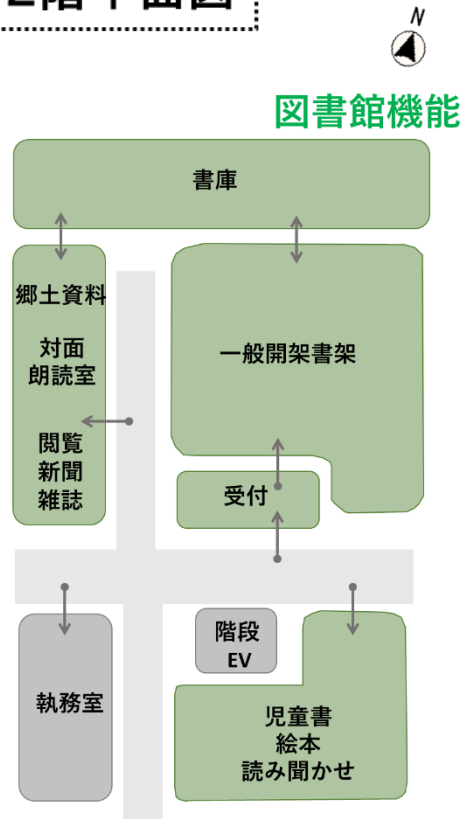 2階平面図
N
図書館機能
書庫
郷土資料
対面
朗読室
閲覧
新聞
雑誌
一般開架書架
受付
階段
EV
執務室
児童書
絵本
読み聞かせ